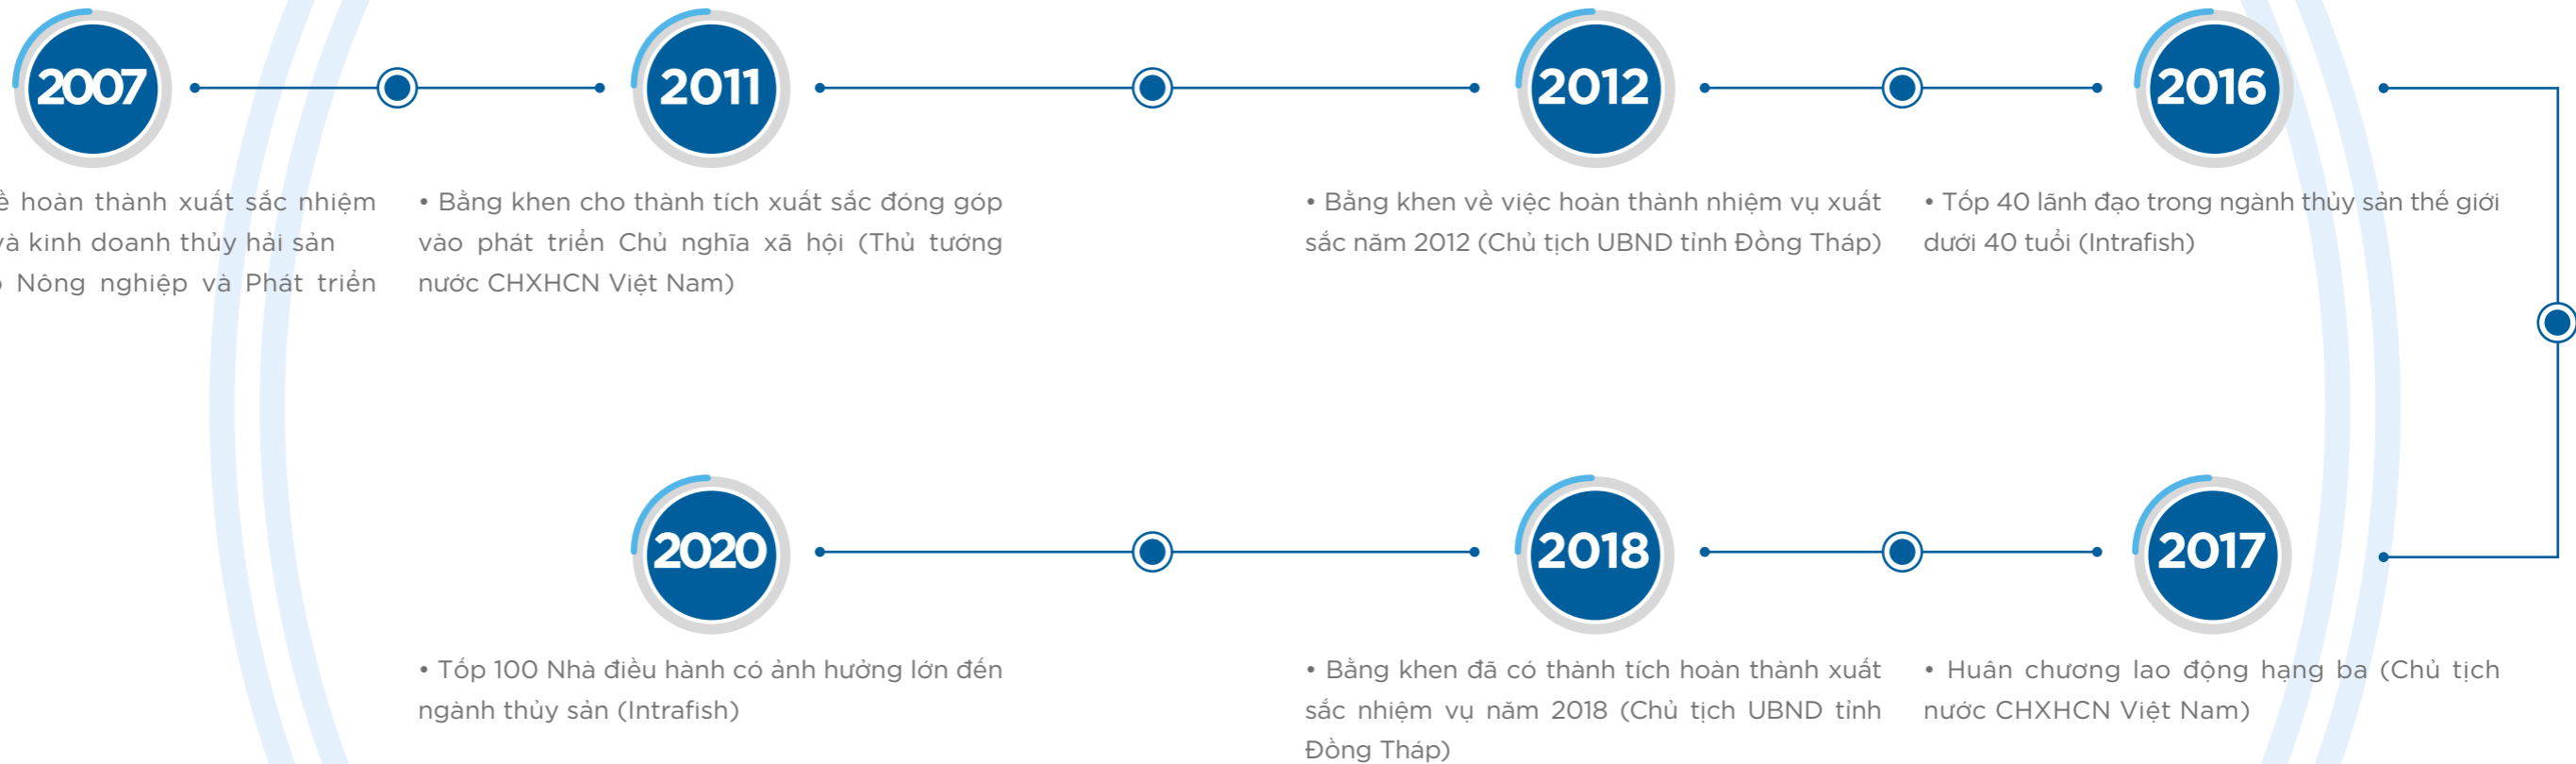 2007
hoàn thành xuất sắc nhiệm
và kinh doanh thủy hải sản
Nông nghiệp và Phát triển
2011
• Bằng khen cho thành tích xuất sắc đóng góp
vào phát triển Chủ nghĩa xã hội (Thủ tướng
nước CHXHCN Việt Nam)
2012
• Bằng khen về việc hoàn thành nhiệm vụ xuất
sắc năm 2012 (Chủ tịch UBND tỉnh Đồng Tháp)
2016
• Tốp 40 lãnh đạo trong ngành thủy sản thế giới
dưới 40 tuổi (Intrafish)
2020
• Tốp 100 Nhà điều hành có ảnh hưởng lớn đến
ngành thủy sản (Intrafish)
2018
• Bằng khen đã có thành tích hoàn thành xuất
sắc nhiệm vụ năm 2018 (Chủ tịch UBND tỉnh
Đồng Tháp)
2017
• Huân chương lao động hạng ba (Chủ tịch
nước CHXHCN Việt Nam)